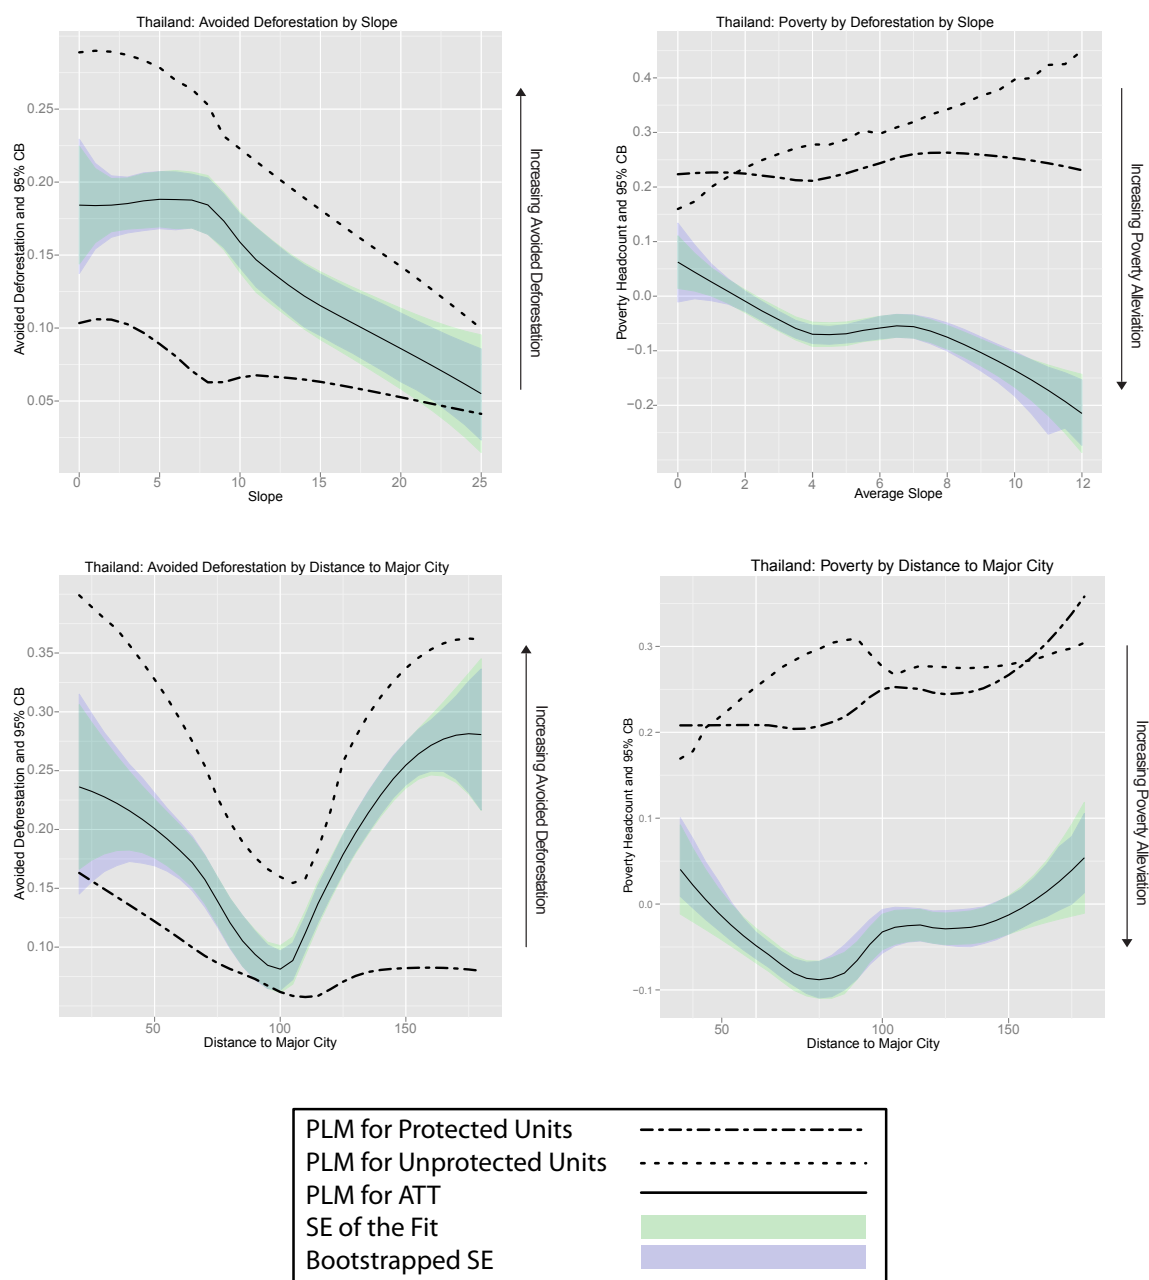 Thailand: Avoided Deforestation by Slope
Avoided Deforestation and 95% CB
0.25
0.20
0.15
0.10
0.05
0
5
10
15
20
25
Slope
Increasing Avoided Deforestation
Thailand: Poverty by Deforestation by Slope
Poverty Headcount and 95% CB
0.4
0.3
0.2
0.1
0.0
−0.1
−0.2
0
2
4
6
8
10
12
Average Slope
Increasing Poverty Alleviation
Thailand: Avoided Deforestation by Distance to Major City
Avoided Deforestation and 95% CB
0.35
0.30
0.25
0.20
0.15
0.10
50
100
150
Distance to Major City
Increasing Avoided Deforestation
Thailand: Poverty by Distance to Major City
Poverty Headcount and 95% CB
0.3
0.2
0.1
0.0
−0.1
50
100
150
Distance to Major City
Increasing Poverty Alleviation
PLM for Protected Units
PLM for Unprotected Units
PLM for ATT
SE of the Fit
Bootstrapped SE